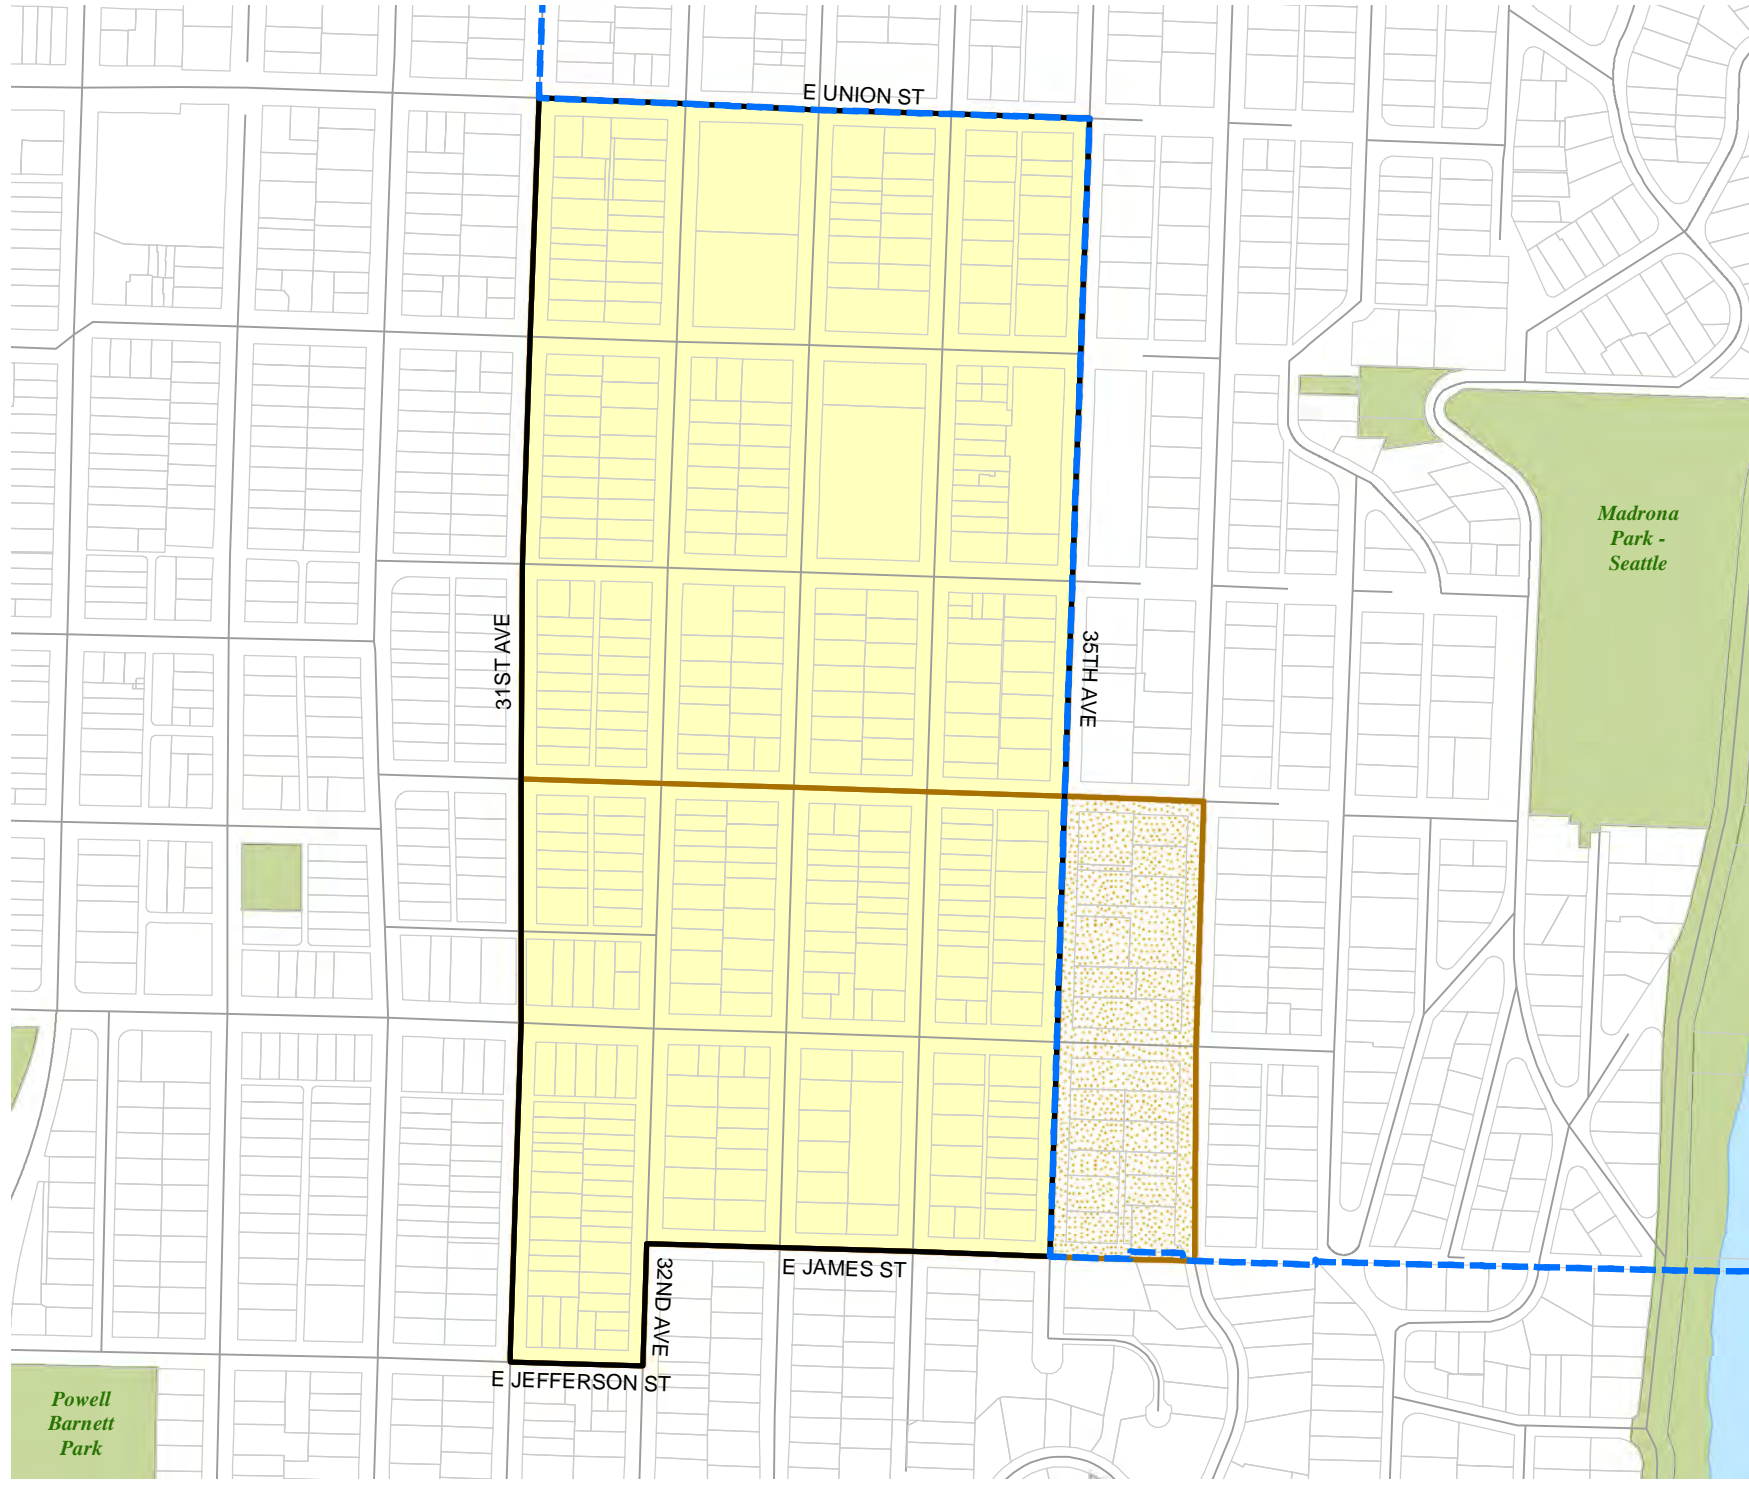 E UNION ST
Madrona
Park -
Seattle
31ST AVE
35TH AVE
E JAMES ST
32ND AVE
E JEFFERSON ST
Powell
Barnett
Park